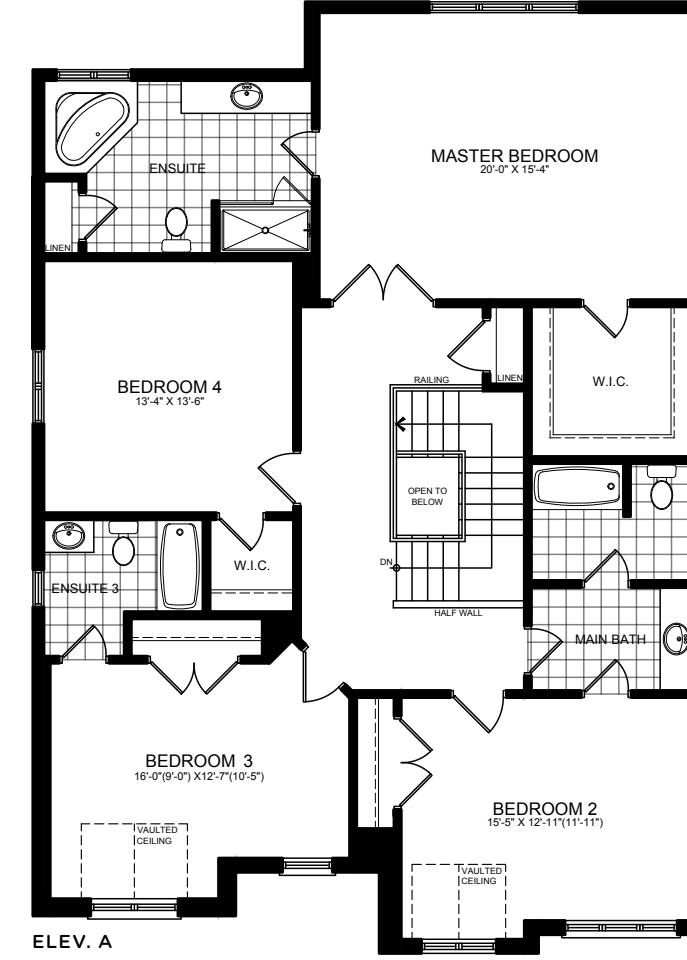 MASTER BEDROOM
20'-0" X 15'-4"
ENSUITE
LINEN
BEDROOM 4
13'-4" X 13'-6"
RAILING
LINEN
W.I.C.
OPEN TO
BELOW
DN
HALF WALL
W.I.C.
ENSUITE 3
MAIN BATH
BEDROOM 3
16'-0"(9'-0") X12'-7"(10'-5")
VAULTED
CEILING
BEDROOM 2
15'-5" X 12'-11"(11'-11")
VAULTED
CEILING
ELEV. A